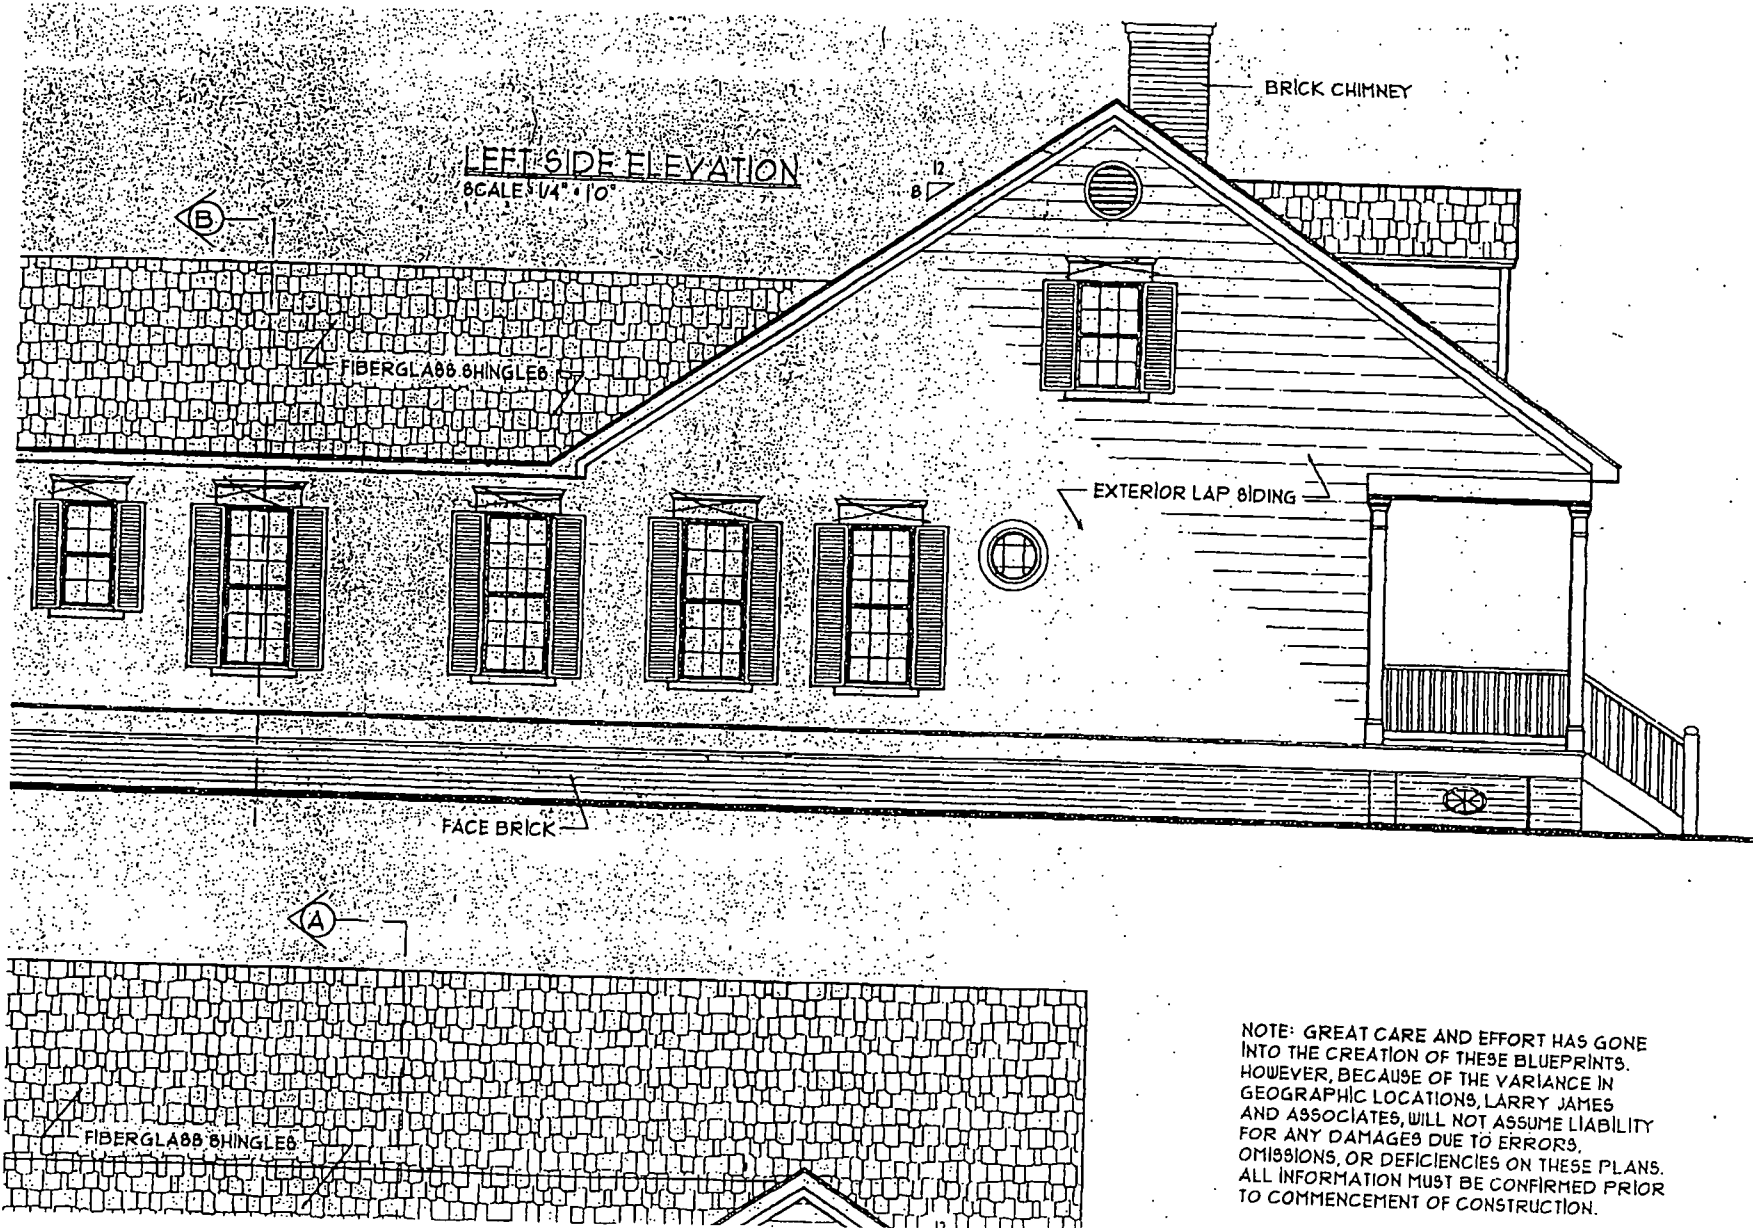 BRICK CHIMNEY
LEFT SIDE ELEVATION
SCALE: 1/4" = 1'0"
12
8
B
FIBERGLASS SHINGLES
EXTERIOR LAP SIDING
FACE BRICK
A
FIBERGLASS SHINGLES
12
NOTE: GREAT CARE AND EFFORT HAS GONE
INTO THE CREATION OF THESE BLUEPRINTS.
HOWEVER, BECAUSE OF THE VARIANCE IN
GEOGRAPHIC LOCATIONS, LARRY JAMES
AND ASSOCIATES, WILL NOT ASSUME LIABILITY
FOR ANY DAMAGES DUE TO ERRORS,
OMISSIONS, OR DEFICIENCIES ON THESE PLANS.
ALL INFORMATION MUST BE CONFIRMED PRIOR
TO COMMENCEMENT OF CONSTRUCTION.